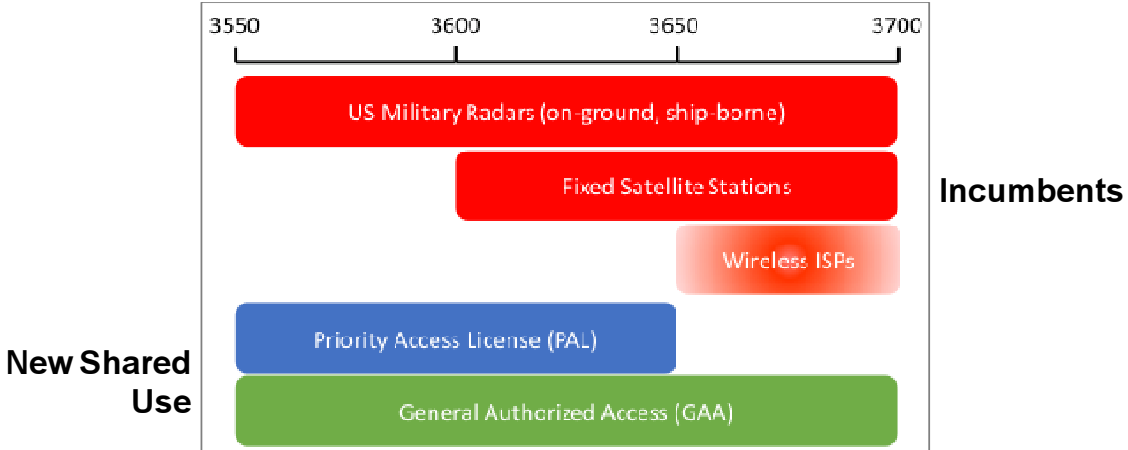 3550 3600 3650 3700
US Military Radars (on-ground, ship-borne)
Fixed Satellite Stations
Incumbents
Wireless ISPs
Priority Access License (PAL)
New Shared
Use
General Authorized Access (GAA)